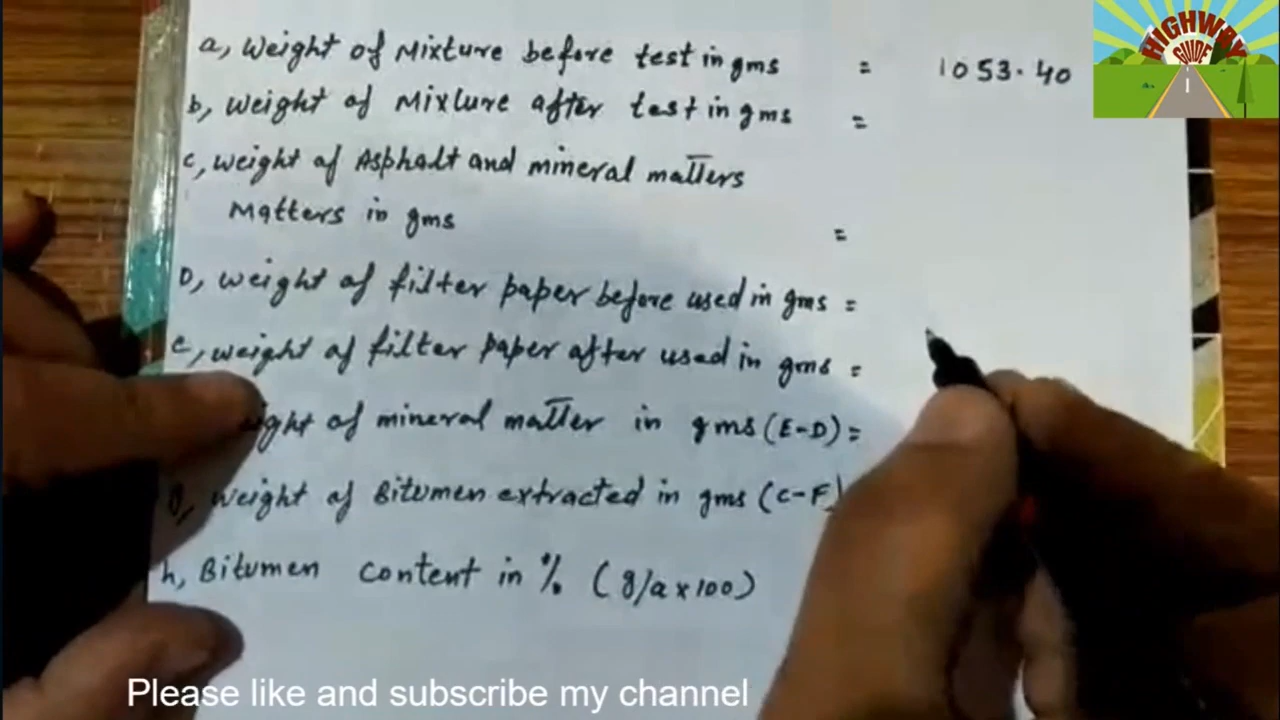 HIGHWAY
GUIDE
a, Weight of Mixture before test in gms = 1053.40
b, Weight of Mixture after test in gms =
c, weight of Asphalt and mineral matters
Matters in gms =
D, weight of filter paper before used in gms =
e, weight of filter paper after used in gms =
of mineral matter in gms (E-D) =
g, Weight of Bitumen extracted in gms (C-F)
h, Bitumen content in % (g/a x 100)
Please like and subscribe my channel